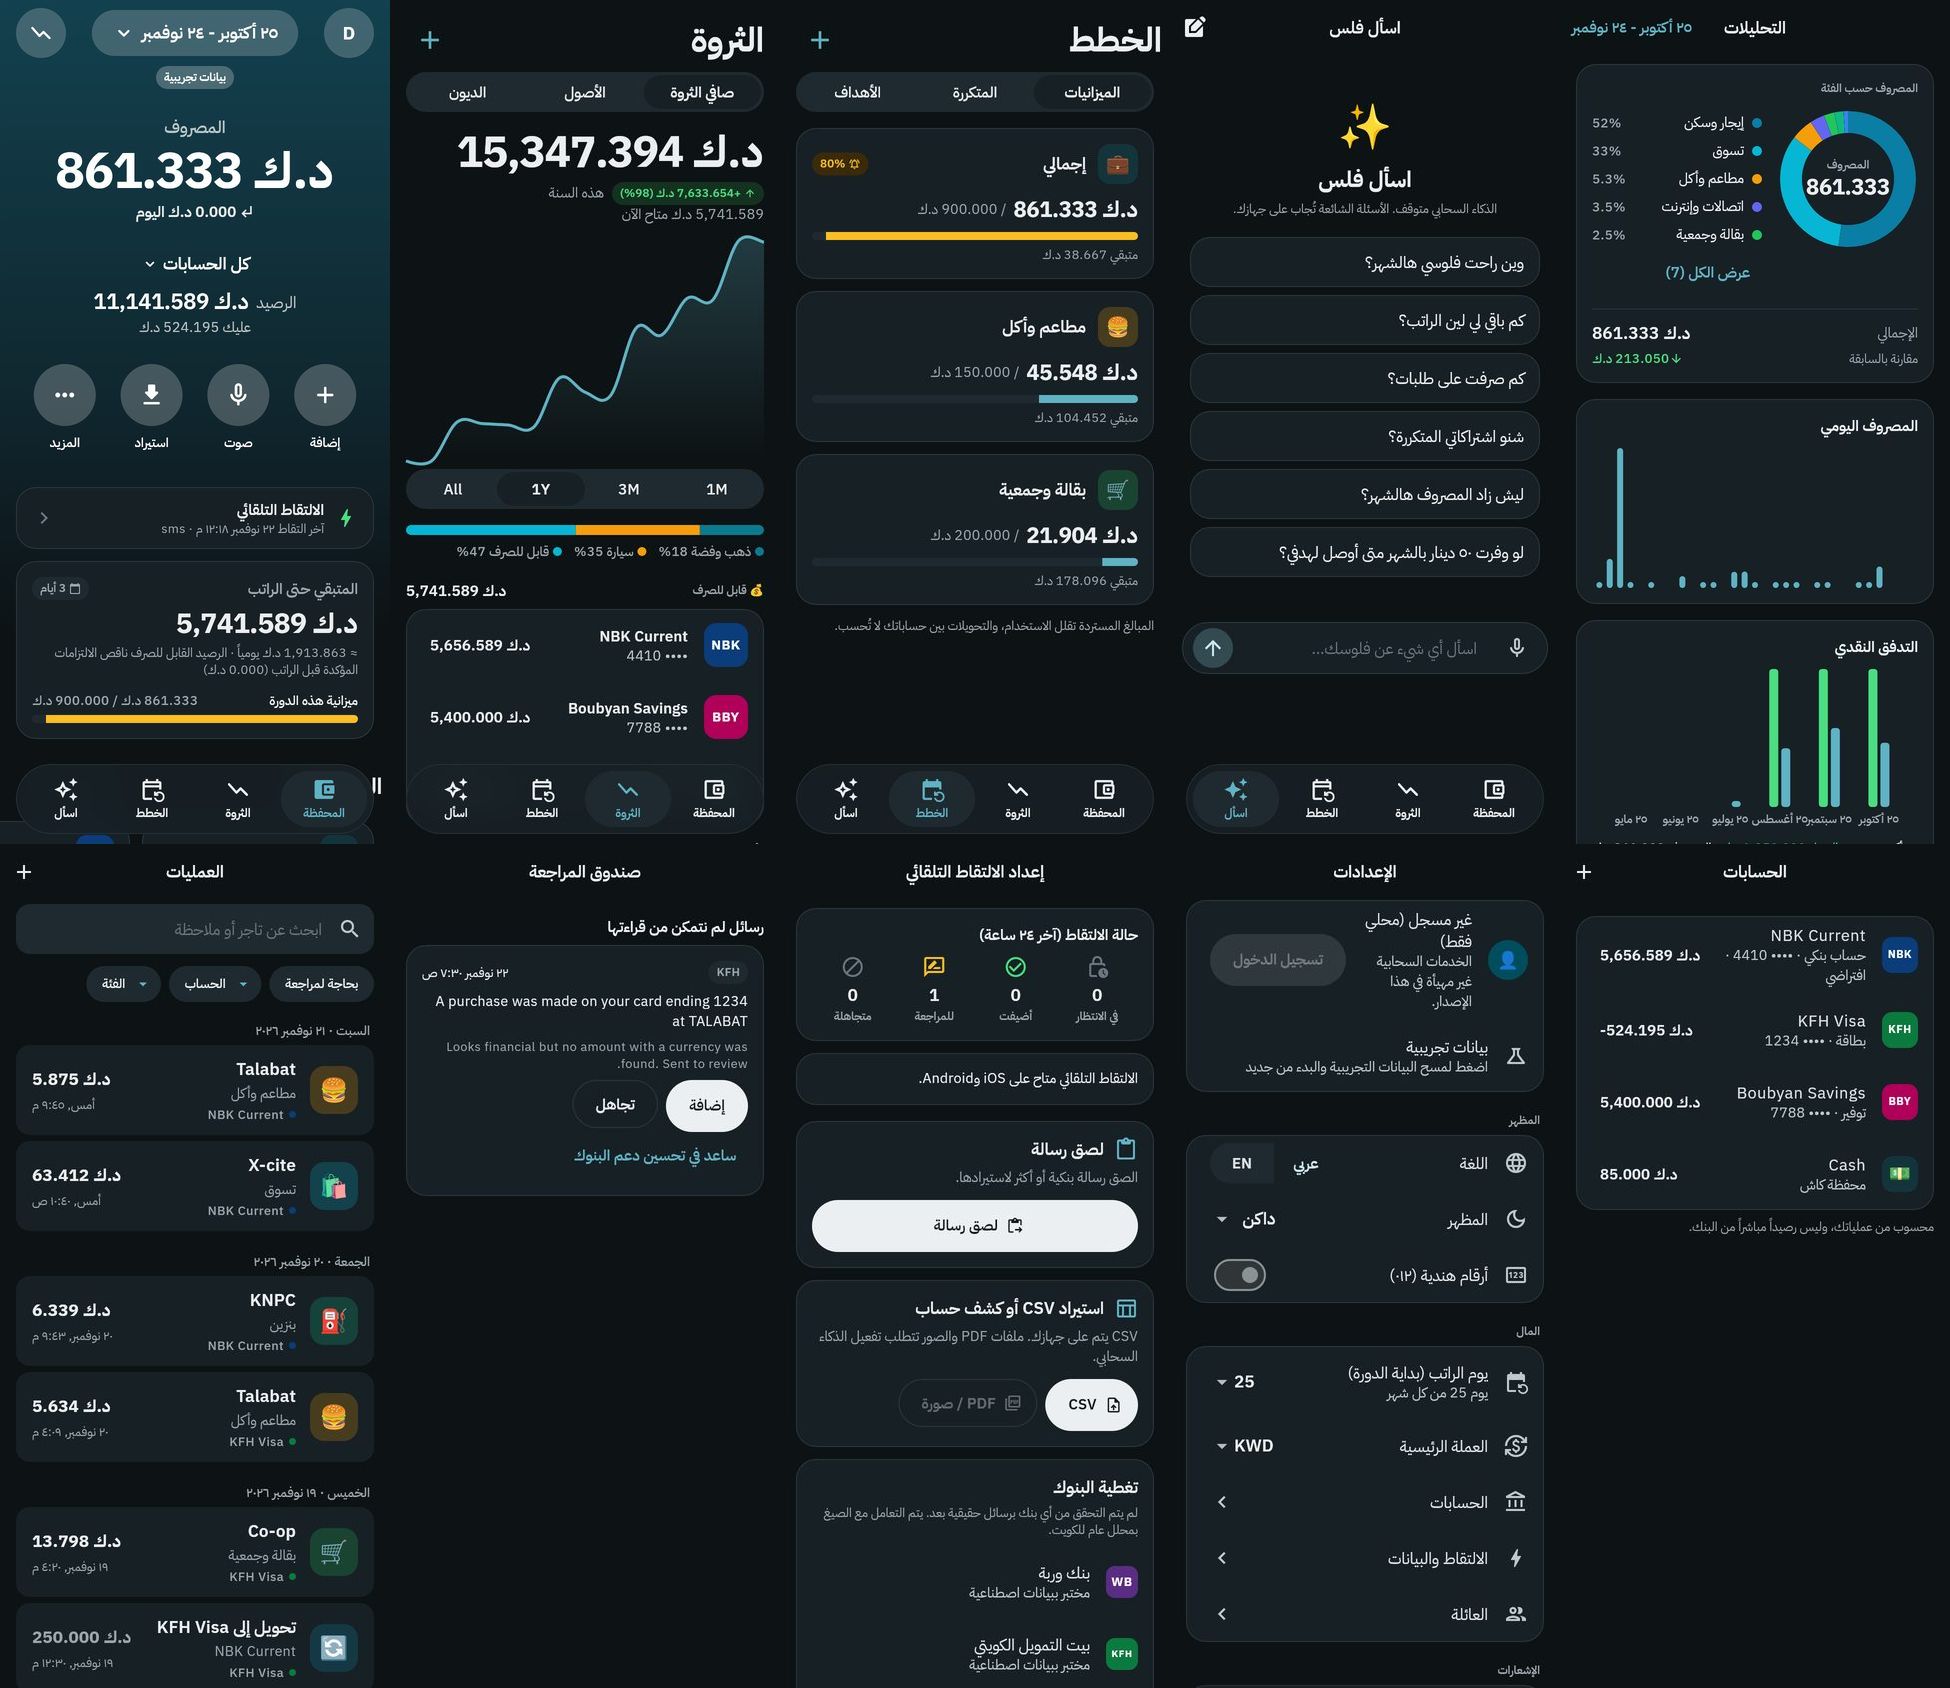 D
٢٥ أكتوبر - ٢٤ نوفمبر
بيانات تجريبية
المصروف
د.ك 861.333
↵ 0.000 د.ك اليوم
كل الحسابات
الرصيد د.ك 11,141.589
عليك 524.195 د.ك
إضافة
صوت
استيراد
المزيد
الالتقاط التلقائي
آخر التقاط ٢٢ نوفمبر ١٢:١٨ م · sms
المتبقي حتى الراتب
3 أيام
د.ك 5,741.589
≈ 1,913.863 د.ك يومياً · الرصيد القابل للصرف ناقص الالتزامات
المؤكدة قبل الراتب (0.000 د.ك)
ميزانية هذه الدورة
861.333 د.ك / 900.000 د.ك
المحفظة
الثروة
الخطط
اسأل
الثروة
صافي الثروة
الأصول
الديون
د.ك 15,347.394
↑ +7,633.654 د.ك (98%)
هذه السنة
5,741.589 د.ك متاح الآن
1M
3M
1Y
All
ذهب وفضة 18%
سيارة 35%
قابل للصرف 47%
قابل للصرف
د.ك 5,741.589
NBK
NBK Current
•••• 4410
د.ك 5,656.589
BBY
Boubyan Savings
•••• 7788
د.ك 5,400.000
المحفظة
الثروة
الخطط
اسأل
الخطط
الميزانيات
المتكررة
الأهداف
إجمالي
80%
د.ك 861.333 / 900.000 د.ك
متبقي 38.667 د.ك
مطاعم وأكل
د.ك 45.548 / 150.000 د.ك
متبقي 104.452 د.ك
بقالة وجمعية
د.ك 21.904 / 200.000 د.ك
متبقي 178.096 د.ك
المبالغ المستردة تقلل الاستخدام، والتحويلات بين حساباتك لا تُحسب.
المحفظة
الثروة
الخطط
اسأل
اسأل فلس
اسأل فلس
الذكاء السحابي متوقف. الأسئلة الشائعة تُجاب على جهازك.
وين راحت فلوسي هالشهر؟
كم باقي لي لين الراتب؟
كم صرفت على طلبات؟
شنو اشتراكاتي المتكررة؟
ليش زاد المصروف هالشهر؟
لو وفرت ٥٠ دينار بالشهر متى أوصل لهدفي؟
اسأل أي شيء عن فلوسك...
المحفظة
الثروة
الخطط
اسأل
التحليلات
٢٥ أكتوبر - ٢٤ نوفمبر
المصروف حسب الفئة
المصروف
861.333
إيجار وسكن 52%
تسوق 33%
مطاعم وأكل 5.3%
اتصالات وإنترنت 3.5%
بقالة وجمعية 2.5%
عرض الكل (7)
الإجمالي
د.ك 861.333
مقارنة بالسابقة
↓213.050 د.ك
المصروف اليومي
التدفق النقدي
٢٥ مايو
٢٥ يونيو
٢٥ يوليو
٢٥ أغسطس
٢٥ سبتمبر
٢٥ أكتوبر
العمليات
ابحث عن تاجر أو ملاحظة
بحاجة لمراجعة
الحساب
الفئة
السبت · ٢١ نوفمبر ٢٠٢٦
Talabat
د.ك 5.875
مطاعم وأكل
أمس, ٩:٤٥ م
NBK Current
X-cite
د.ك 63.412
تسوق
أمس, ١٠:٤٠ ص
NBK Current
الجمعة · ٢٠ نوفمبر ٢٠٢٦
KNPC
د.ك 6.339
بنزين
٢٠ نوفمبر, ٩:٤٣ م
NBK Current
Talabat
د.ك 5.634
مطاعم وأكل
٢٠ نوفمبر, ٤:٠٩ م
KFH Visa
الخميس · ١٩ نوفمبر ٢٠٢٦
Co-op
د.ك 13.798
بقالة وجمعية
١٩ نوفمبر, ٤:٢٠ م
KFH Visa
تحويل إلى KFH Visa
د.ك 250.000
NBK Current
١٩ نوفمبر, ١٢:٣٠ م
KFH Visa
صندوق المراجعة
رسائل لم نتمكن من قراءتها
KFH
٢٢ نوفمبر ٧:٣٠ ص
A purchase was made on your card ending 1234
at TALABAT
Looks financial but no amount with a currency was
found. Sent to review.
إضافة
تجاهل
ساعد في تحسين دعم البنوك
إعداد الالتقاط التلقائي
حالة الالتقاط (آخر ٢٤ ساعة)
0
في الانتظار
0
أضيفت
1
للمراجعة
0
متجاهلة
الالتقاط التلقائي متاح على iOS وAndroid.
لصق رسالة
الصق رسالة بنكية أو أكثر لاستيرادها.
لصق رسالة
استيراد CSV أو كشف حساب
CSV يتم على جهازك. ملفات PDF والصور تتطلب تفعيل الذكاء
السحابي.
CSV
PDF / صورة
تغطية البنوك
لم يتم التحقق من أي بنك برسائل حقيقية بعد. يتم التعامل مع الصيغ
بمحلل عام للكويت.
WB
بنك وربة
مختبر ببيانات اصطناعية
KFH
بيت التمويل الكويتي
مختبر ببيانات اصطناعية
الإعدادات
غير مسجل (محلي
فقط)
الخدمات السحابية
غير مهيأة في هذا
الإصدار.
تسجيل الدخول
بيانات تجريبية
اضغط لمسح البيانات التجريبية والبدء من جديد
المظهر
اللغة
عربي
EN
المظهر
داكن
123
أرقام هندية (٠١٢)
المال
يوم الراتب (بداية الدورة)
يوم 25 من كل شهر
25
العملة الرئيسية
KWD
الحسابات
الالتقاط والبيانات
العائلة
الإشعارات
الحسابات
NBK
NBK Current
حساب بنكي · •••• 4410 ·
افتراضي
د.ك 5,656.589
KFH
KFH Visa
بطاقة · •••• 1234
-524.195 د.ك
BBY
Boubyan Savings
توفير · •••• 7788
د.ك 5,400.000
Cash
محفظة كاش
د.ك 85.000
محسوب من عملياتك، وليس رصيداً مباشراً من البنك.